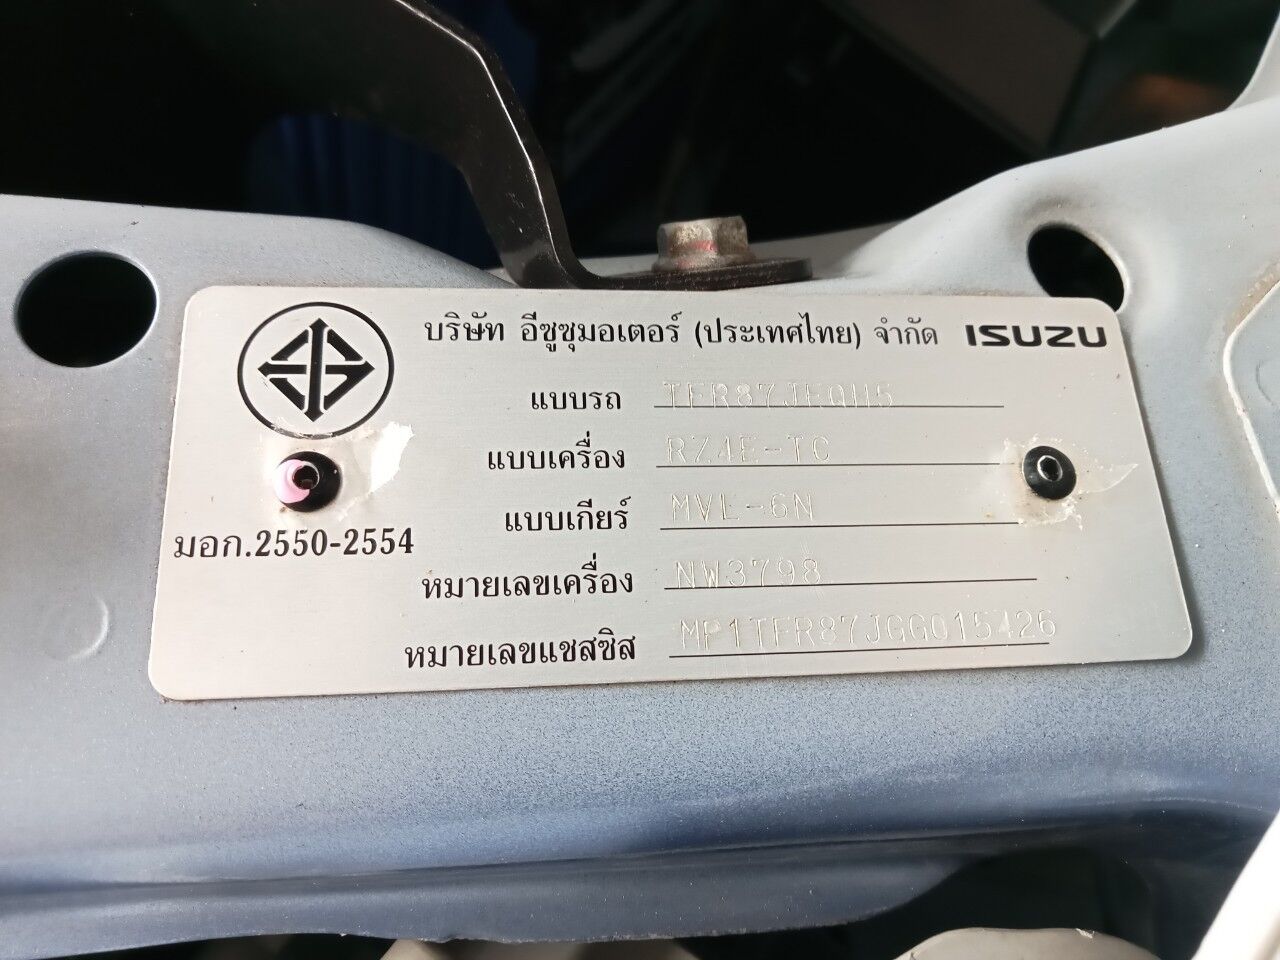 บริษัท อีซูซุมอเตอร์ (ประเทศไทย) จำกัด ISUZU
แบบรถ
แบบเครื่อง RZ4E-TC
แบบเกียร์ MVL-6N
มอก.2550-2554
หมายเลขเครื่อง NW3798
หมายเลขแชสซิส MP1TFR87JGG015426